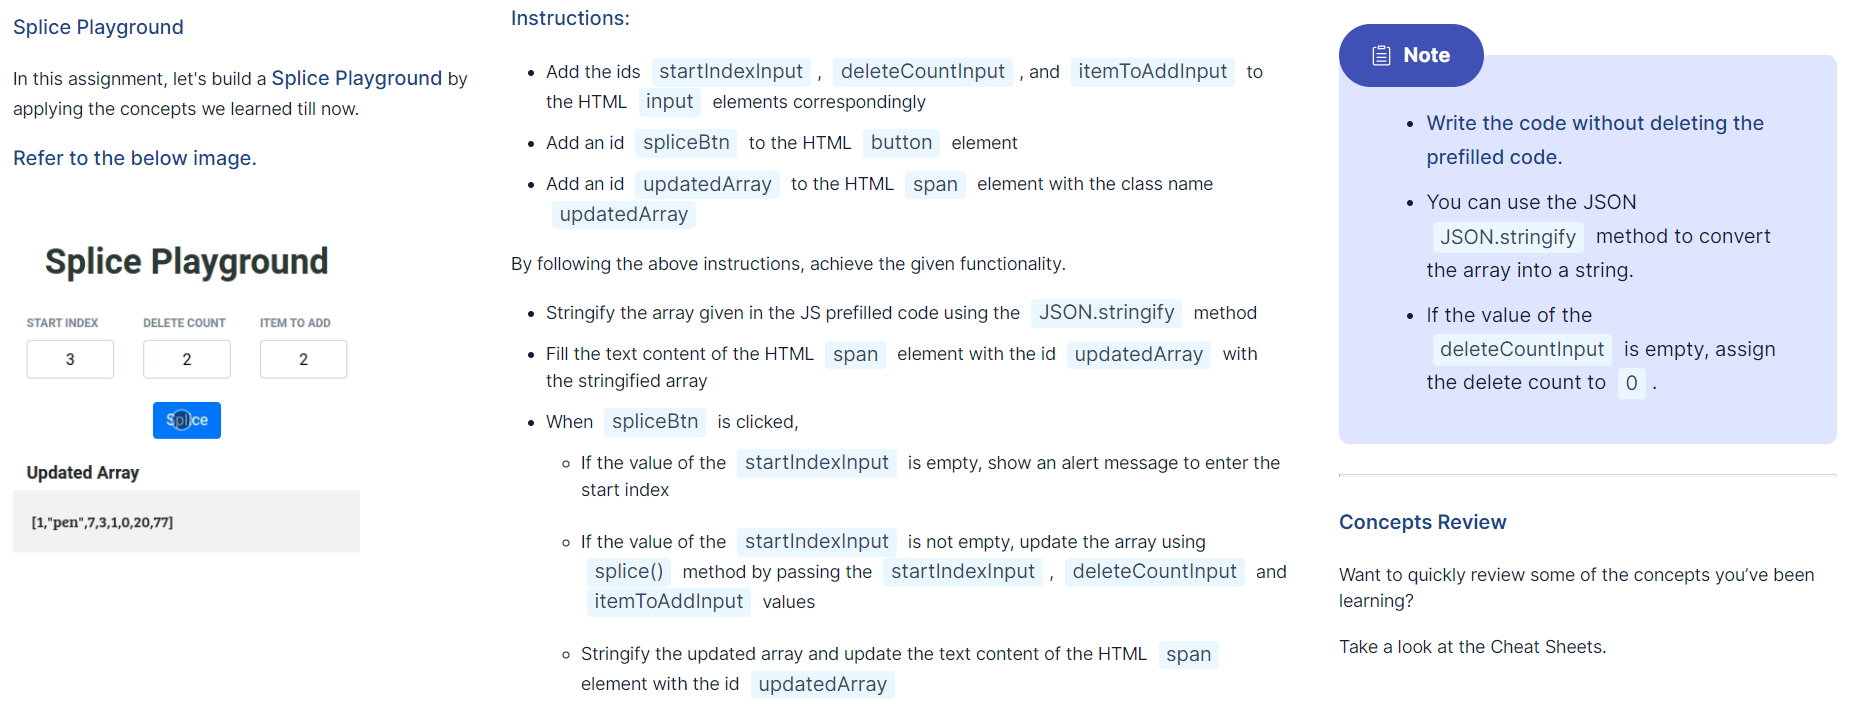 Splice Playground
In this assignment, let's build a Splice Playground by
applying the concepts we learned till now.
Refer to the below image.
Splice Playground
START INDEX DELETE COUNT ITEM TO ADD
3 2 2
Splice
Updated Array
[1,"pen",7,3,1,0,20,77]
Instructions:
Add the ids startIndexInput , deleteCountInput , and itemToAddInput to
the HTML input elements correspondingly
Add an id spliceBtn to the HTML button element
Add an id updatedArray to the HTML span element with the class name
updatedArray
By following the above instructions, achieve the given functionality.
Stringify the array given in the JS prefilled code using the JSON.stringify method
Fill the text content of the HTML span element with the id updatedArray with
the stringified array
When spliceBtn is clicked,
If the value of the startIndexInput is empty, show an alert message to enter the
start index
If the value of the startIndexInput is not empty, update the array using
splice() method by passing the startIndexInput , deleteCountInput and
itemToAddInput values
Stringify the updated array and update the text content of the HTML span
element with the id updatedArray
Note
Write the code without deleting the
prefilled code.
You can use the JSON
JSON.stringify method to convert
the array into a string.
If the value of the
deleteCountInput is empty, assign
the delete count to 0 .
Concepts Review
Want to quickly review some of the concepts you've been
learning?
Take a look at the Cheat Sheets.